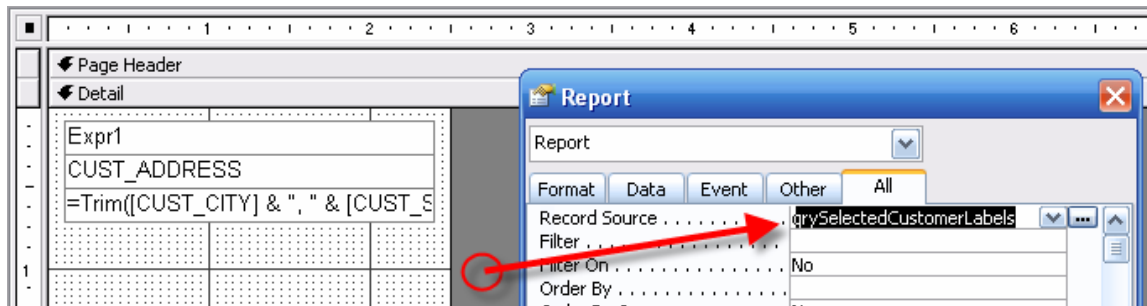 1 2 3 4 5 6
Page Header
Detail
Expr1
CUST_ADDRESS
=Trim([CUST_CITY] & ", " & [CUST_S
1
Report
Report
Format Data Event Other All
Record Source . . . . . . . . . . . qrySelectedCustomerLabels
Filter . . . . . . . . . . . . . . . . . .
Filter On . . . . . . . . . . . . . . . No
Order By . . . . . . . . . . . . . . .